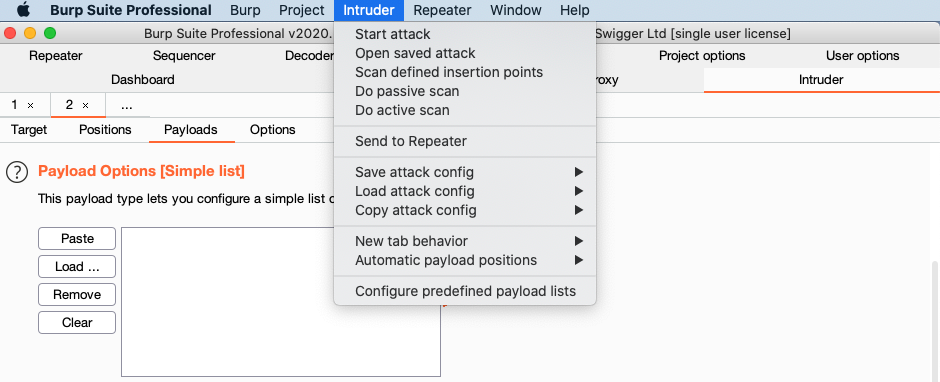 Burp Suite Professional Burp Project Intruder Repeater Window Help
Burp Suite Professional v2020. Swigger Ltd [single user license]
Repeater Sequencer Decoder Project options User options
Dashboard roxy Intruder
1 × 2 × ...
Target Positions Payloads Options
Start attack
Open saved attack
Scan defined insertion points
Do passive scan
Do active scan
Send to Repeater
Save attack config
Load attack config
Copy attack config
New tab behavior
Automatic payload positions
Configure predefined payload lists
? Payload Options [Simple list]
This payload type lets you configure a simple list
Paste
Load ...
Remove
Clear